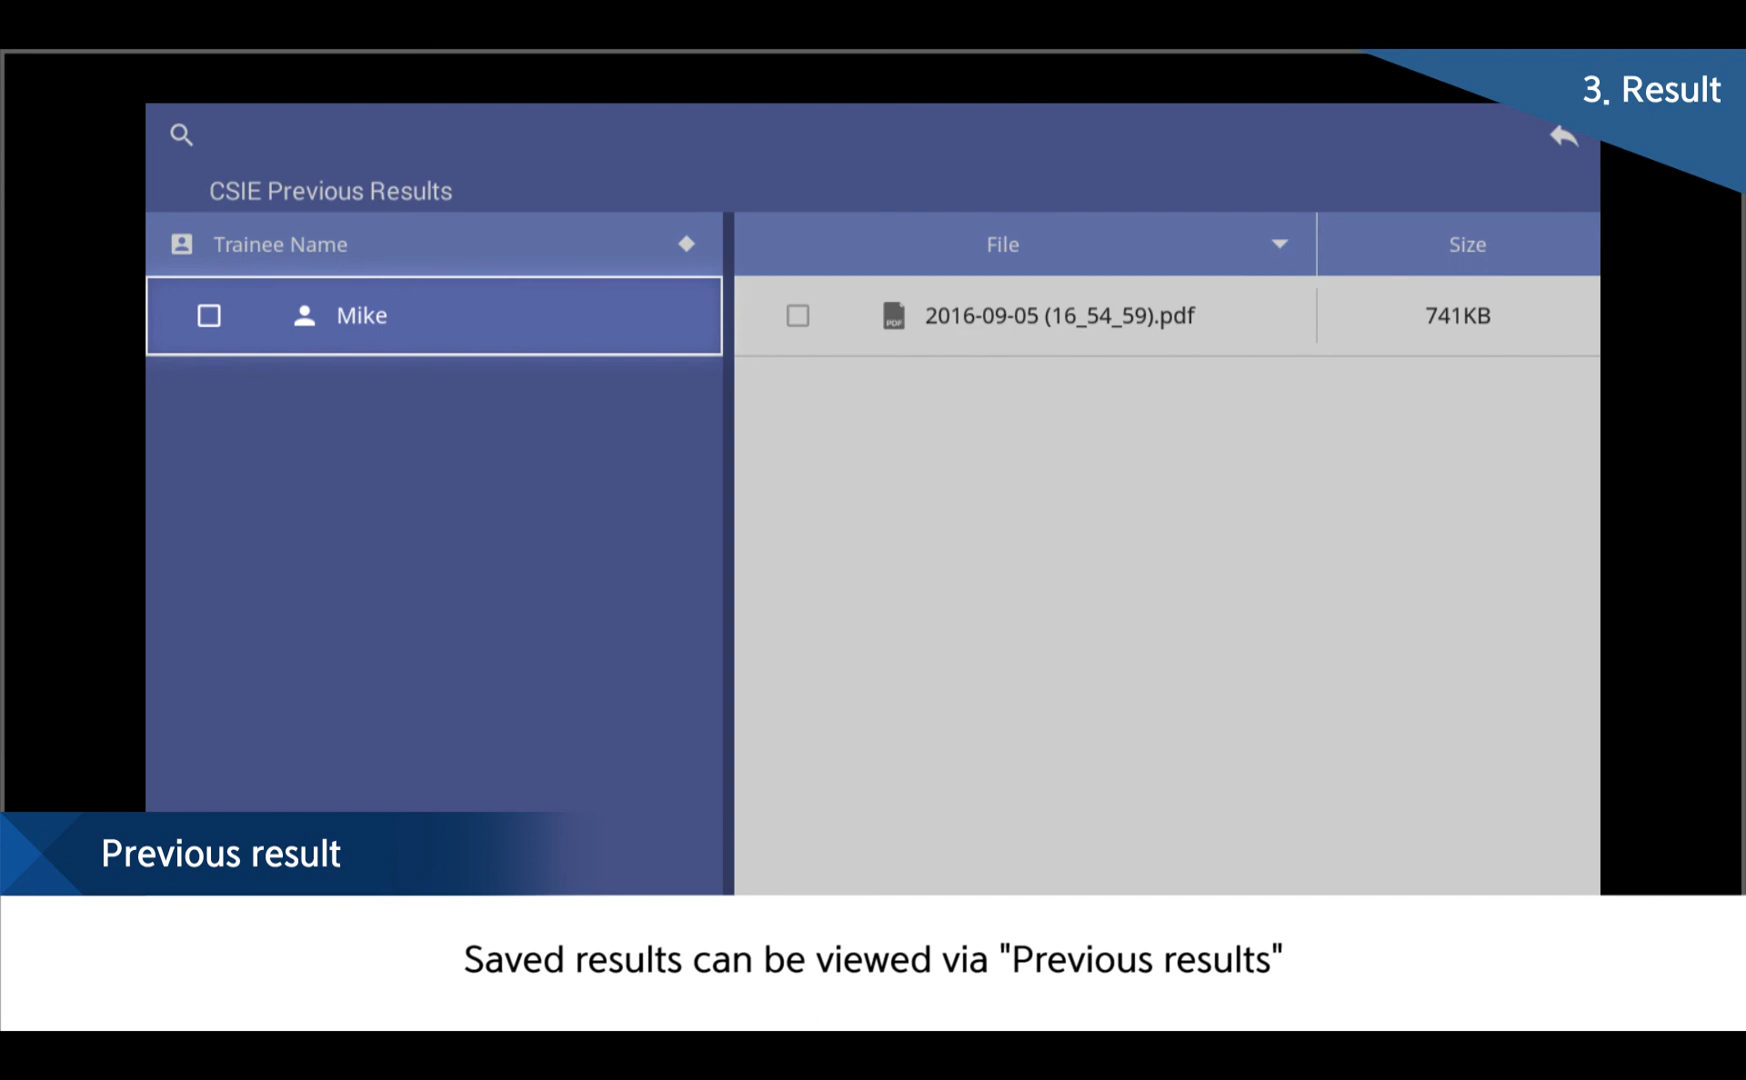 3. Result
CSIE Previous Results
Trainee Name
File
Size
Mike
PDF
2016-09-05 (16_54_59).pdf
741KB
Previous result
Saved results can be viewed via "Previous results"